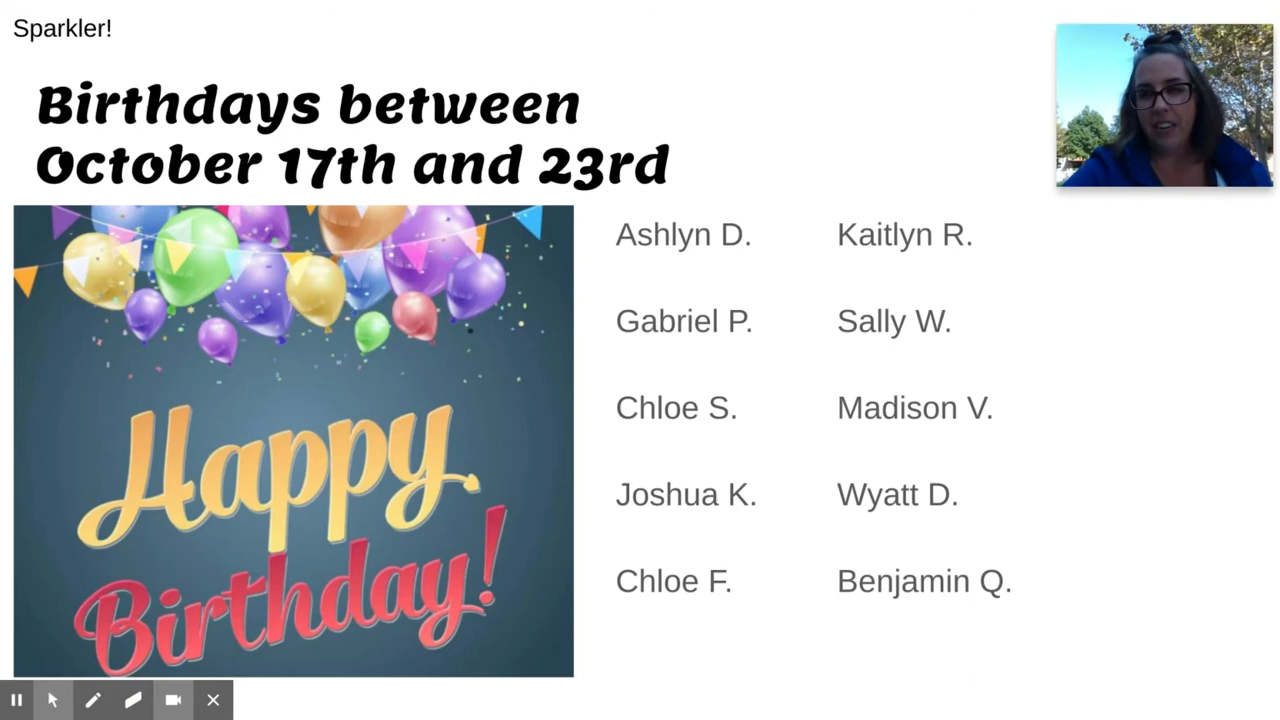 Sparkler!
Birthdays between
October 17th and 23rd
Happy
Birthday!
Ashlyn D.
Gabriel P.
Chloe S.
Joshua K.
Chloe F.
Kaitlyn R.
Sally W.
Madison V.
Wyatt D.
Benjamin Q.